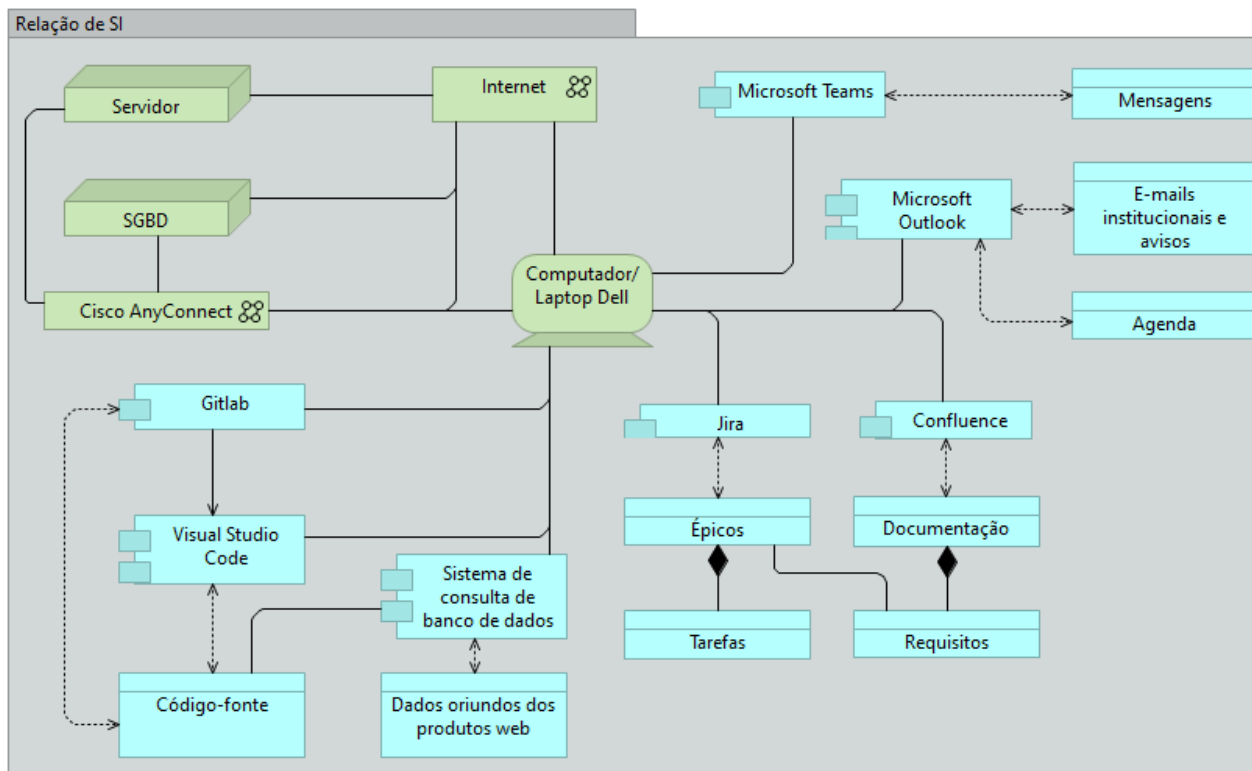 Relação de SI
Servidor
Internet
Microsoft Teams
Mensagens
SGBD
Microsoft
Outlook
E-mails
institucionais e
avisos
Cisco AnyConnect
Computador/
Laptop Dell
Agenda
Gitlab
Jira
Confluence
Visual Studio
Code
Épicos
Documentação
Sistema de
consulta de
banco de dados
Tarefas
Requisitos
Código-fonte
Dados oriundos dos
produtos web